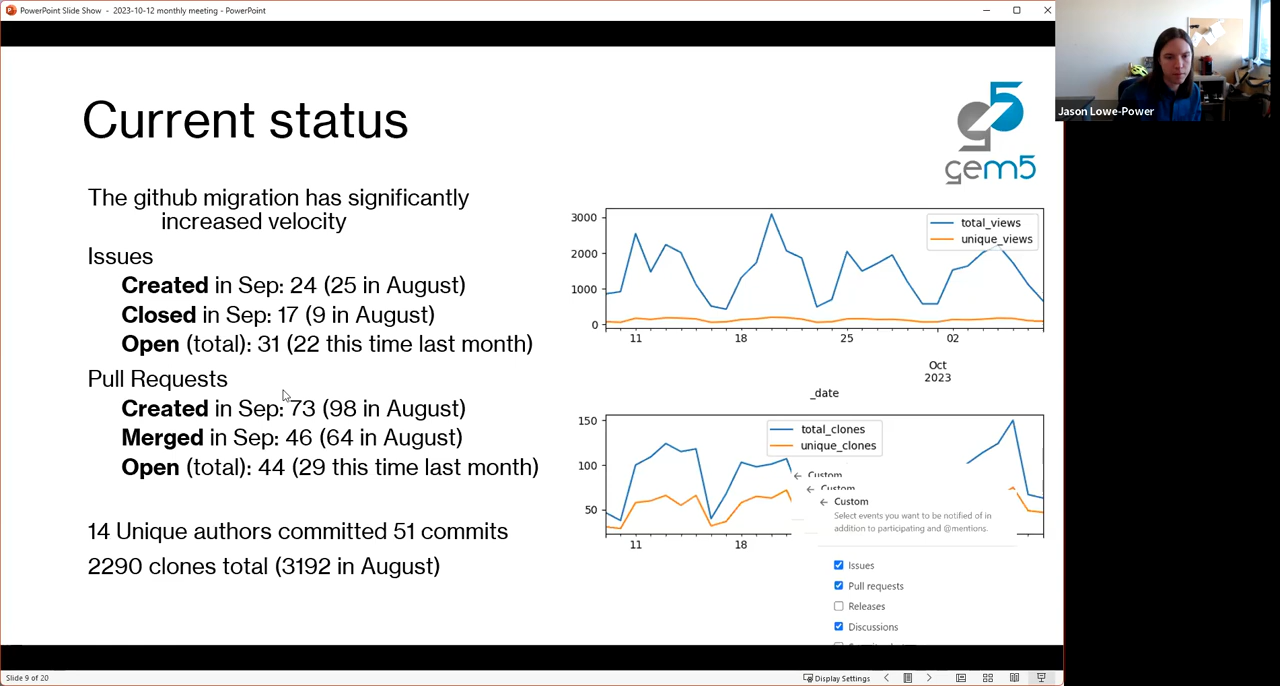 PowerPoint Slide Show - 2023-10-12 monthly meeting - PowerPoint
Jason Lowe-Power
Current status
gem5
The github migration has significantly
increased velocity
Issues
Created in Sep: 24 (25 in August)
Closed in Sep: 17 (9 in August)
Open (total): 31 (22 this time last month)
Pull Requests
Created in Sep: 73 (98 in August)
Merged in Sep: 46 (64 in August)
Open (total): 44 (29 this time last month)
14 Unique authors committed 51 commits
2290 clones total (3192 in August)
3000
2000
1000
0
total_views
unique_views
11
18
25
02
Oct
2023
_date
150
100
50
total_clones
unique_clones
11
18
Custom
Custom
Custom
Select events you want to be notified of in
addition to participating and @mentions.
Issues
Pull requests
Releases
Discussions
Slide 9 of 20
Display Settings